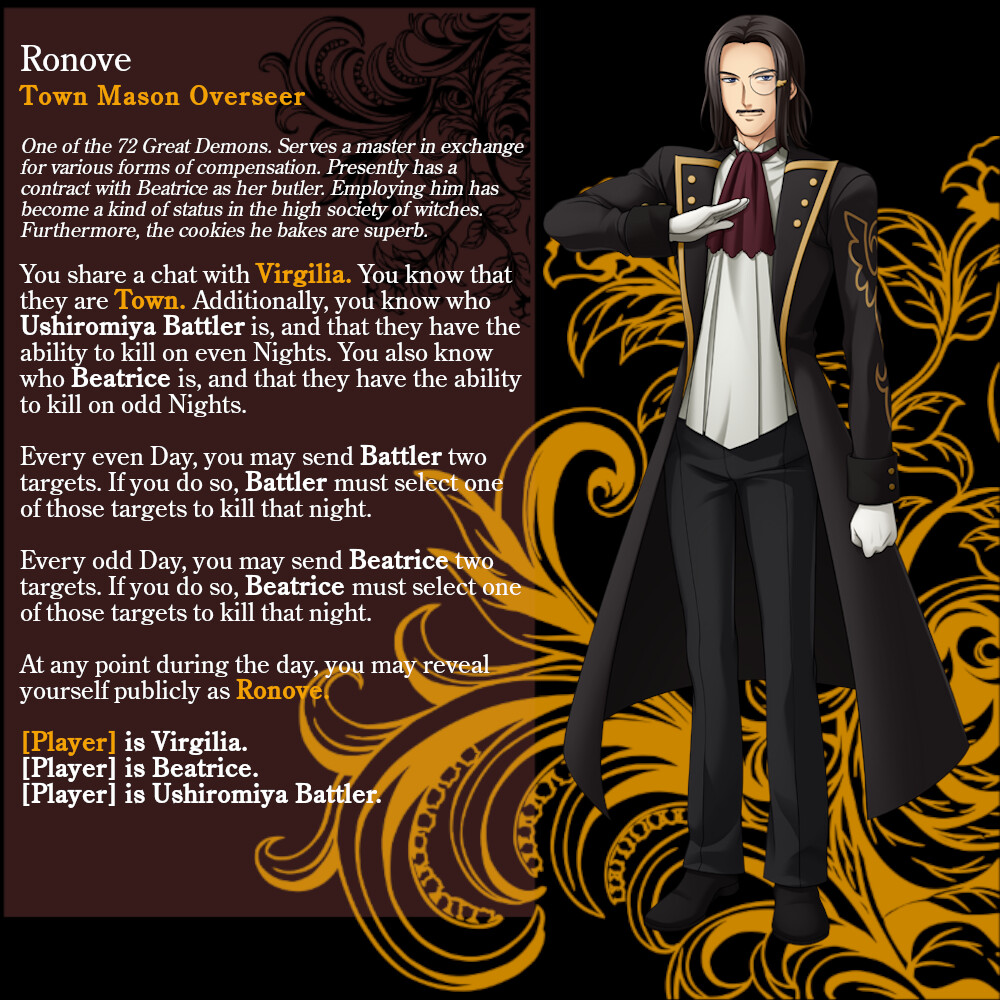 Ronove
Town Mason Overseer
One of the 72 Great Demons. Serves a master in exchange
for various forms of compensation. Presently has a
contract with Beatrice as her butler. Employing him has
become a kind of status in the high society of witches.
Furthermore, the cookies he bakes are superb.
You share a chat with Virgilia. You know that
they are Town. Additionally, you know who
Ushiromiya Battler is, and that they have the
ability to kill on even Nights. You also know
who Beatrice is, and that they have the ability
to kill on odd Nights.
Every even Day, you may send Battler two
targets. If you do so, Battler must select one
of those targets to kill that night.
Every odd Day, you may send Beatrice two
targets. If you do so, Beatrice must select one
of those targets to kill that night.
At any point during the day, you may reveal
yourself publicly as Ronove.
[Player] is Virgilia.
[Player] is Beatrice.
[Player] is Ushiromiya Battler.